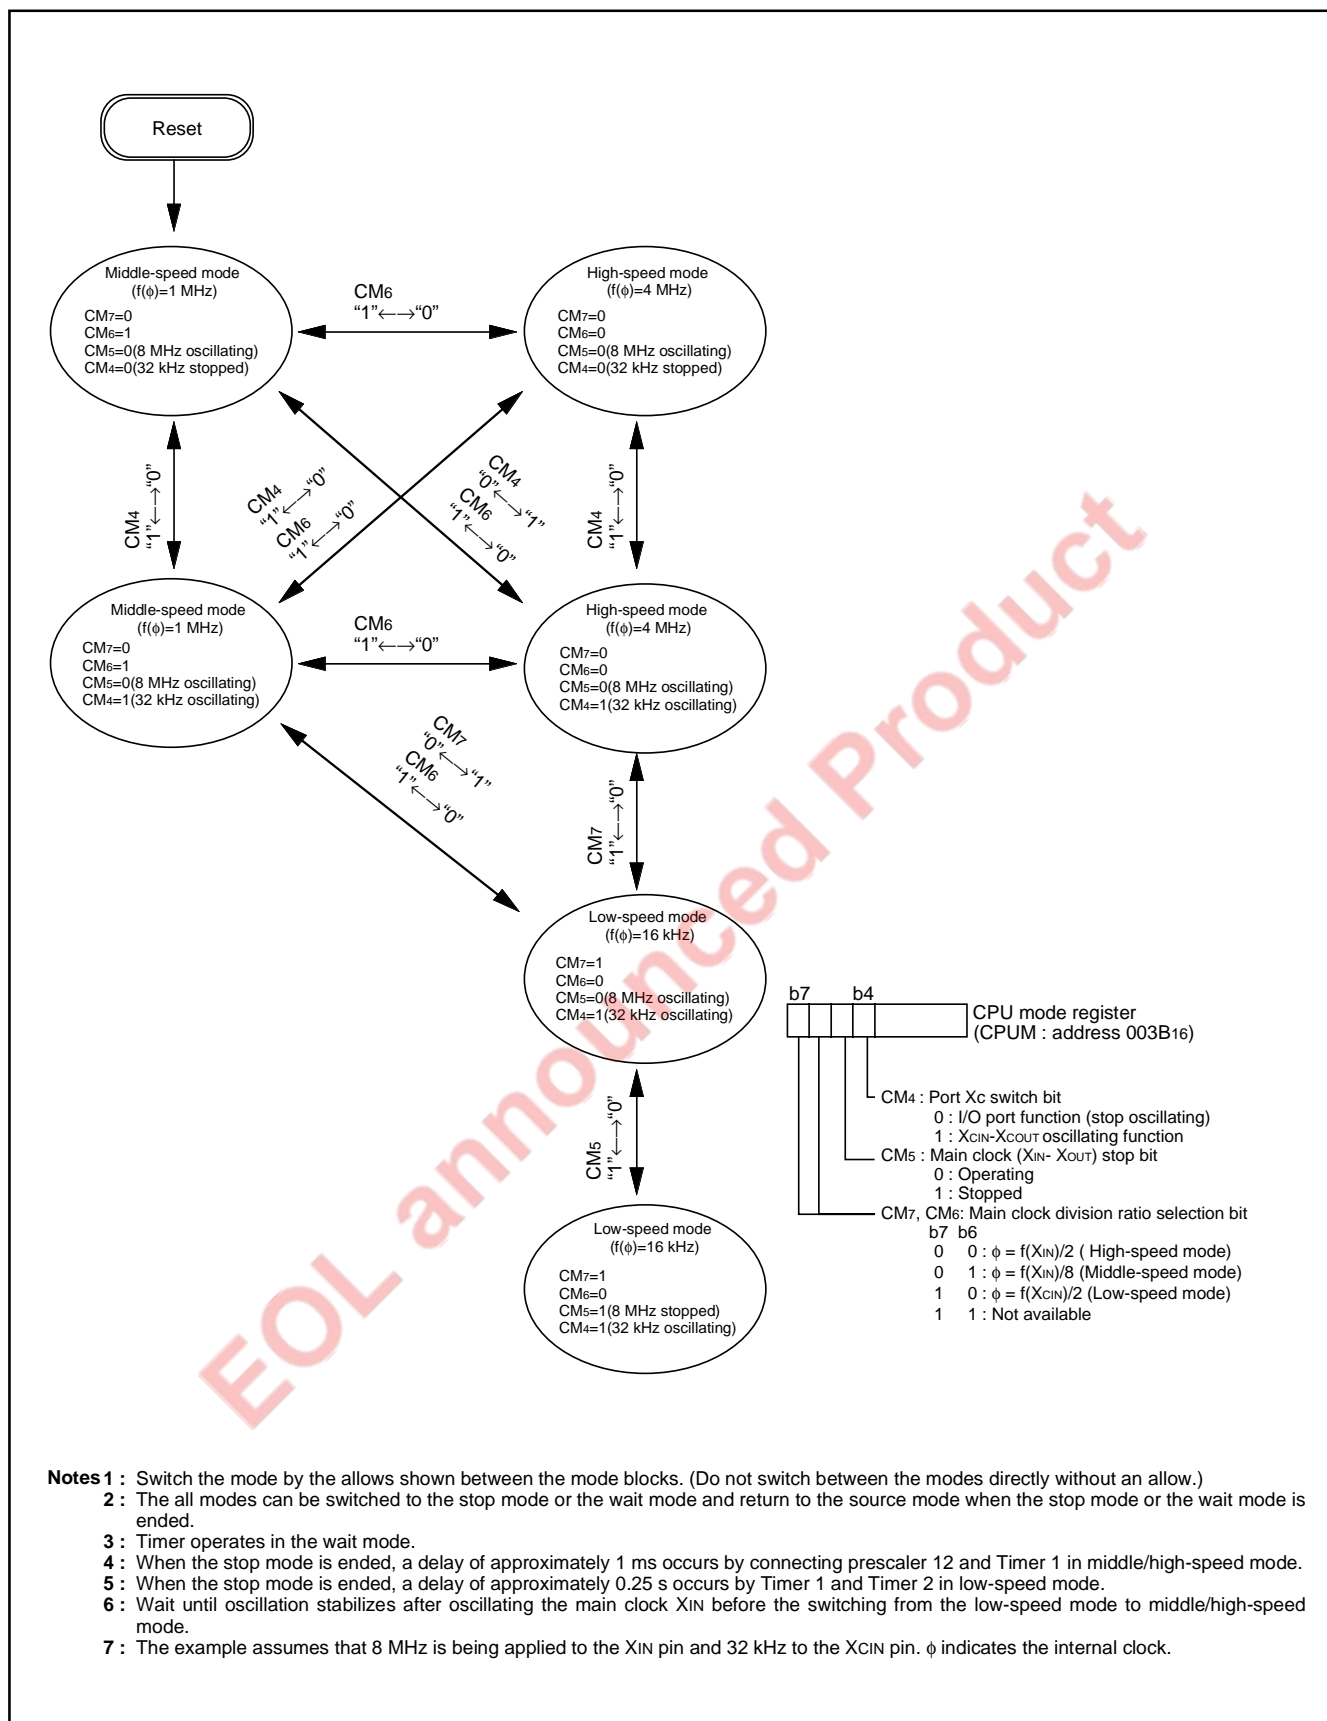 Reset
Middle-speed mode
(f(ϕ)=1 MHz)
CM7=0
CM6=1
CM5=0(8 MHz oscillating)
CM4=0(32 kHz stopped)
CM6
“1”←→“0”
High-speed mode
(f(ϕ)=4 MHz)
CM7=0
CM6=0
CM5=0(8 MHz oscillating)
CM4=0(32 kHz stopped)
CM4
“1”←→“0”
CM4
“1”←→“0”
CM6
“1”←→“0”
CM4
“0”←→“1”
CM6
“1”←→“0”
CM4
“1”←→“0”
Middle-speed mode
(f(ϕ)=1 MHz)
CM7=0
CM6=1
CM5=0(8 MHz oscillating)
CM4=1(32 kHz oscillating)
CM6
“1”←→“0”
High-speed mode
(f(ϕ)=4 MHz)
CM7=0
CM6=0
CM5=0(8 MHz oscillating)
CM4=1(32 kHz oscillating)
CM7
“0”←→“1”
CM6
“1”←→“0”
CM7
“1”←→“0”
Low-speed mode
(f(ϕ)=16 kHz)
CM7=1
CM6=0
CM5=0(8 MHz oscillating)
CM4=1(32 kHz oscillating)
CM5
“1”←→“0”
Low-speed mode
(f(ϕ)=16 kHz)
CM7=1
CM6=0
CM5=1(8 MHz stopped)
CM4=1(32 kHz oscillating)
b7 b4
CPU mode register
(CPUM : address 003B16)
CM4 : Port Xc switch bit
0 : I/O port function (stop oscillating)
1 : XCIN-XCOUT oscillating function
CM5 : Main clock (XIN- XOUT) stop bit
0 : Operating
1 : Stopped
CM7, CM6: Main clock division ratio selection bit
b7 b6
0 0 : ϕ = f(XIN)/2 ( High-speed mode)
0 1 : ϕ = f(XIN)/8 (Middle-speed mode)
1 0 : ϕ = f(XCIN)/2 (Low-speed mode)
1 1 : Not available
EOL announced Product
Notes 1 : Switch the mode by the allows shown between the mode blocks. (Do not switch between the modes directly without an allow.)
2 : The all modes can be switched to the stop mode or the wait mode and return to the source mode when the stop mode or the wait mode is
ended.
3 : Timer operates in the wait mode.
4 : When the stop mode is ended, a delay of approximately 1 ms occurs by connecting prescaler 12 and Timer 1 in middle/high-speed mode.
5 : When the stop mode is ended, a delay of approximately 0.25 s occurs by Timer 1 and Timer 2 in low-speed mode.
6 : Wait until oscillation stabilizes after oscillating the main clock XIN before the switching from the low-speed mode to middle/high-speed
mode.
7 : The example assumes that 8 MHz is being applied to the XIN pin and 32 kHz to the XCIN pin. ϕ indicates the internal clock.